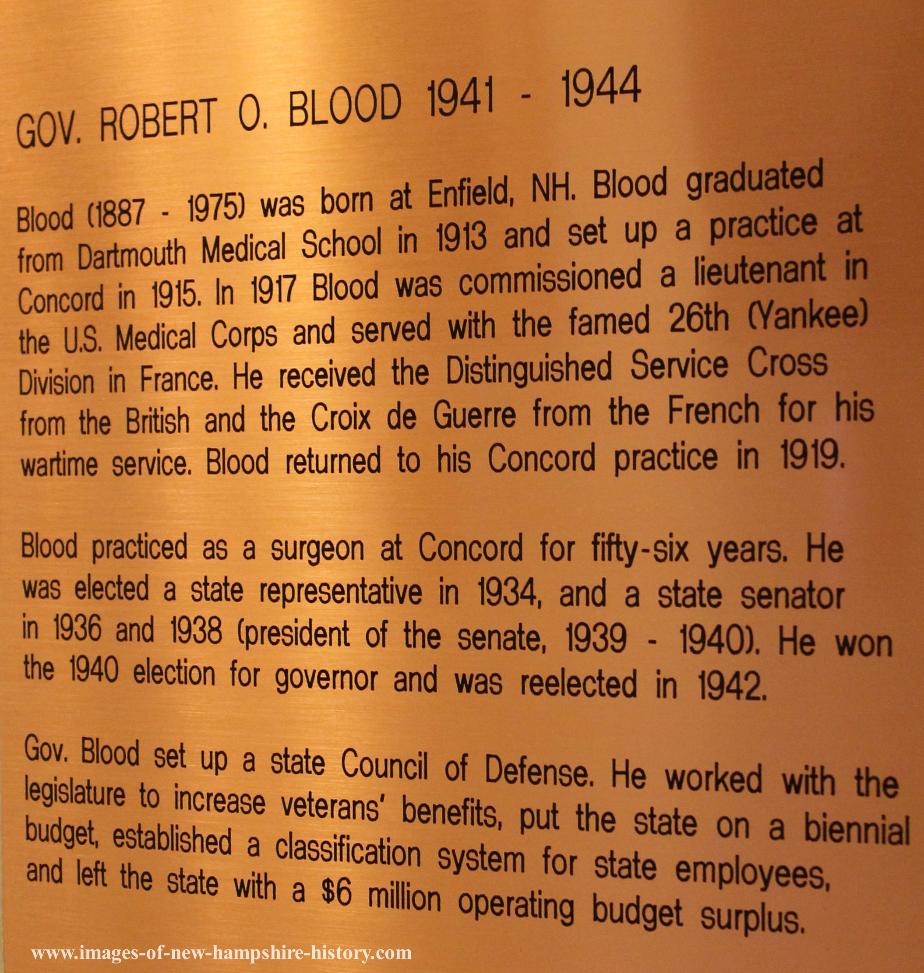 GOV. ROBERT O. BLOOD 1941 - 1944
Blood (1887 - 1975) was born at Enfield, NH. Blood graduated
from Dartmouth Medical School in 1913 and set up a practice at
Concord in 1915. In 1917 Blood was commissioned a lieutenant in
the U.S. Medical Corps and served with the famed 26th (Yankee)
Division in France. He received the Distinguished Service Cross
from the British and the Croix de Guerre from the French for his
wartime service. Blood returned to his Concord practice in 1919.
Blood practiced as a surgeon at Concord for fifty-six years. He
was elected a state representative in 1934, and a state senator
in 1936 and 1938 (president of the senate, 1939 - 1940). He won
the 1940 election for governor and was reelected in 1942.
Gov. Blood set up a state Council of Defense. He worked with the
legislature to increase veterans' benefits, put the state on a biennial
budget, established a classification system for state employees,
and left the state with a $6 million operating budget surplus.
www.images-of-new-hampshire-history.com